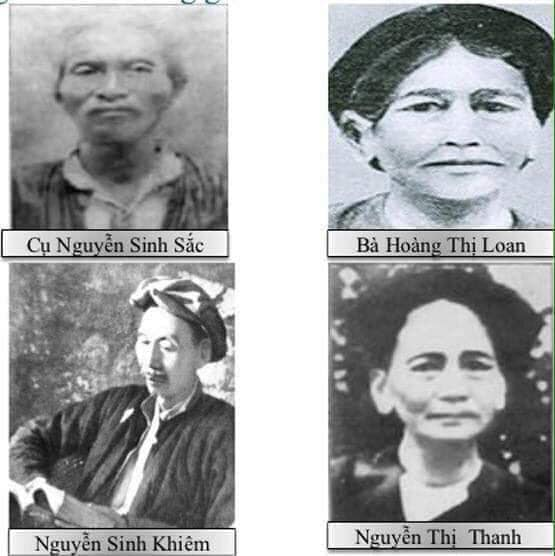 Cụ Nguyễn Sinh Sắc
Bà Hoàng Thị Loan
Nguyễn Sinh Khiêm
Nguyễn Thị Thanh